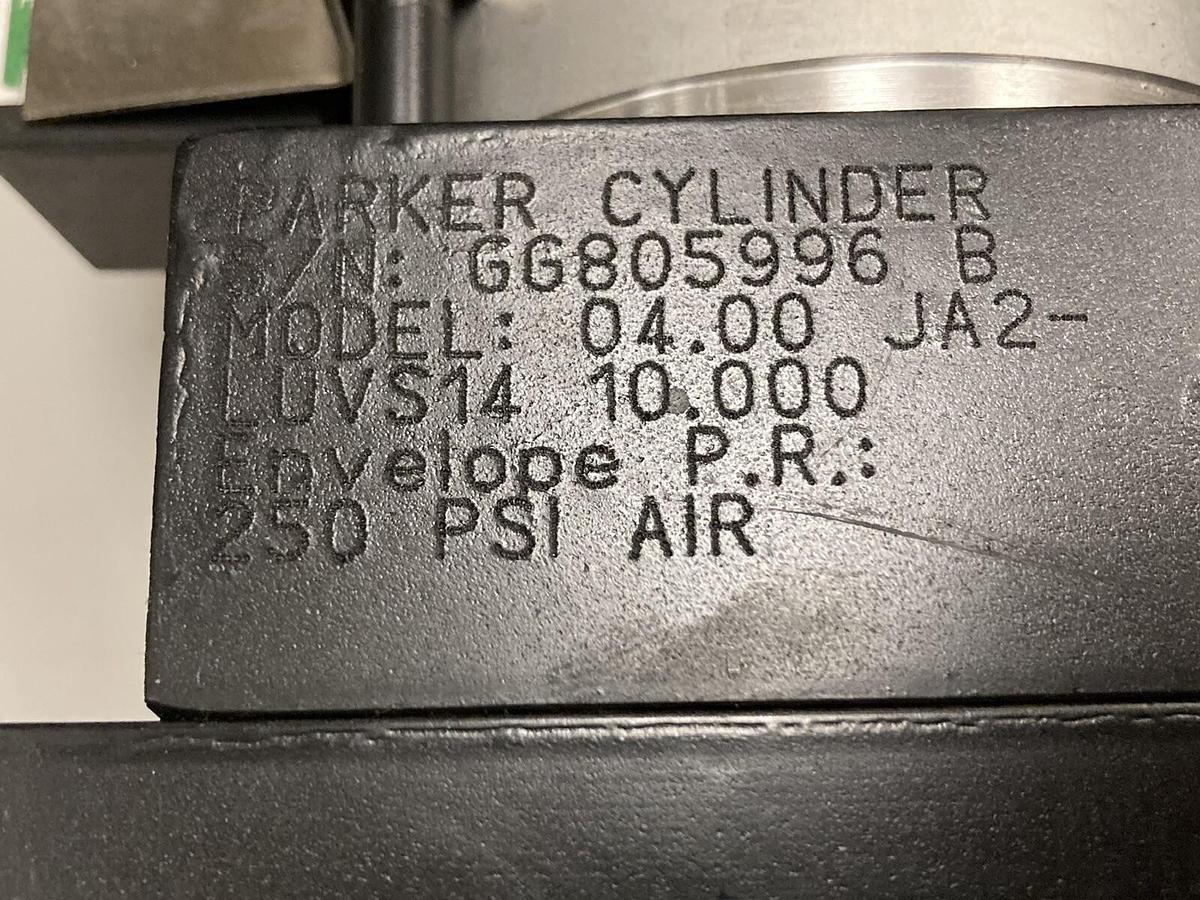 PARKER CYLINDER
S/N: GG805996 B
MODEL: 04.00 JA2-
LUVS14 10.000
Envelope P.R.:
250 PSI AIR